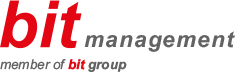 bit management
member of bit group